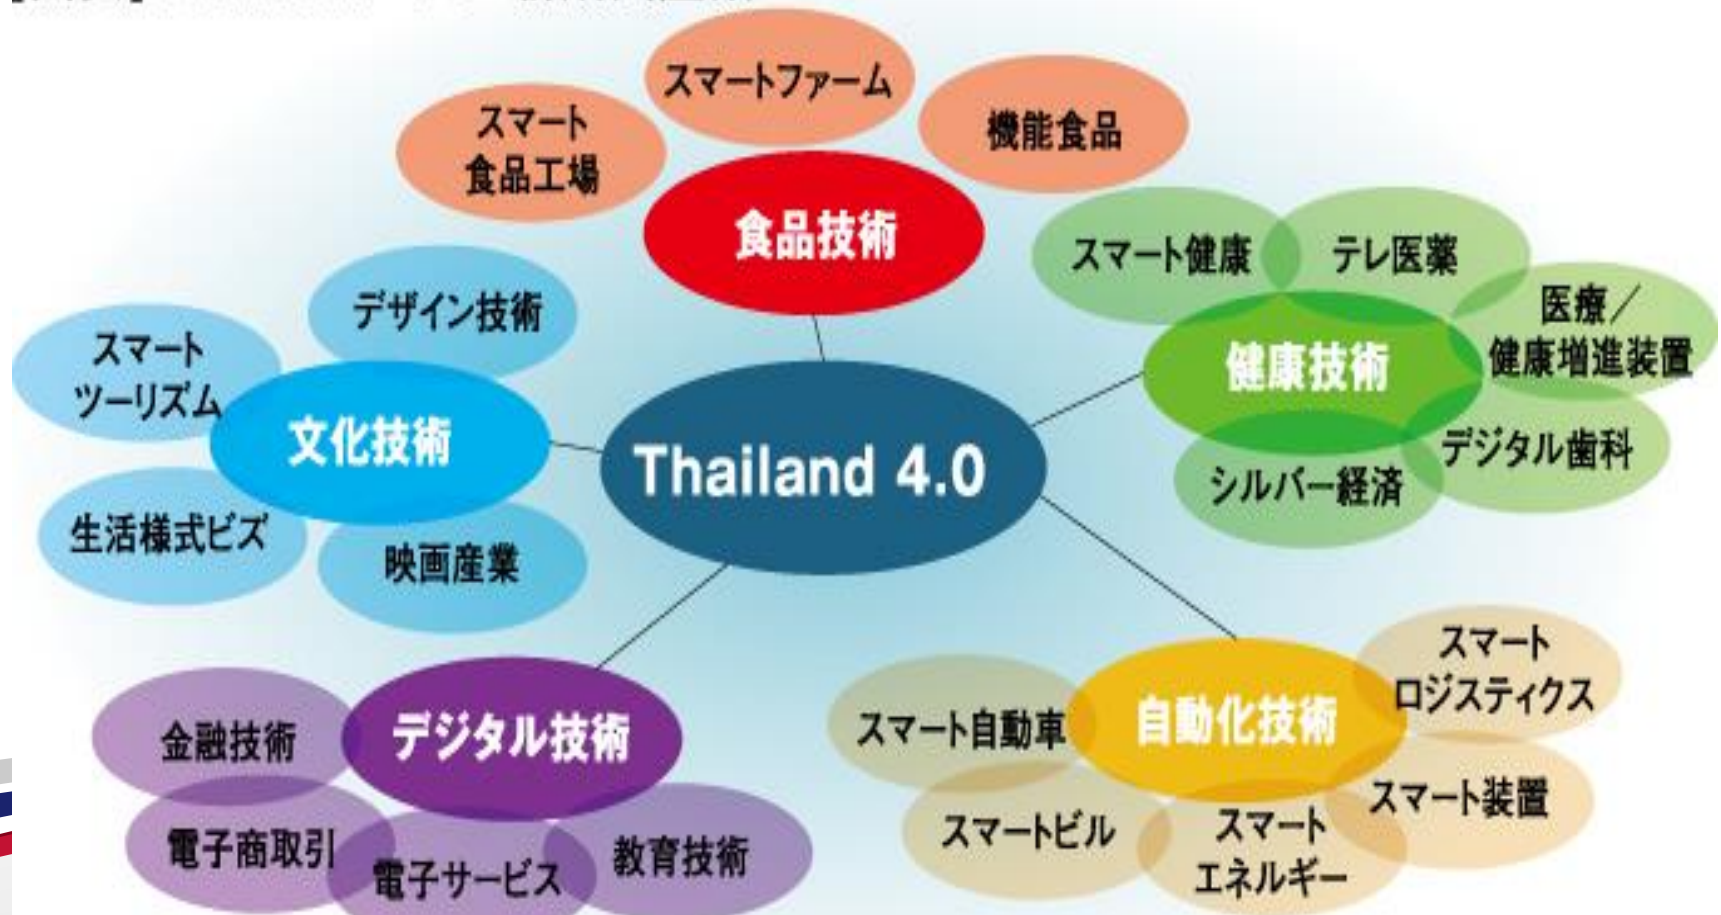 スマートファーム
スマート
食品工場
機能食品
食品技術
スマート健康
テレ医薬
医療／
健康増進装置
健康技術
デジタル歯科
シルバー経済
デザイン技術
スマート
ツーリズム
文化技術
生活様式ビズ
映画産業
Thailand 4.0
スマート
ロジスティクス
自動化技術
スマート自動車
スマート装置
スマートビル
スマート
エネルギー
デジタル技術
金融技術
電子商取引
電子サービス
教育技術